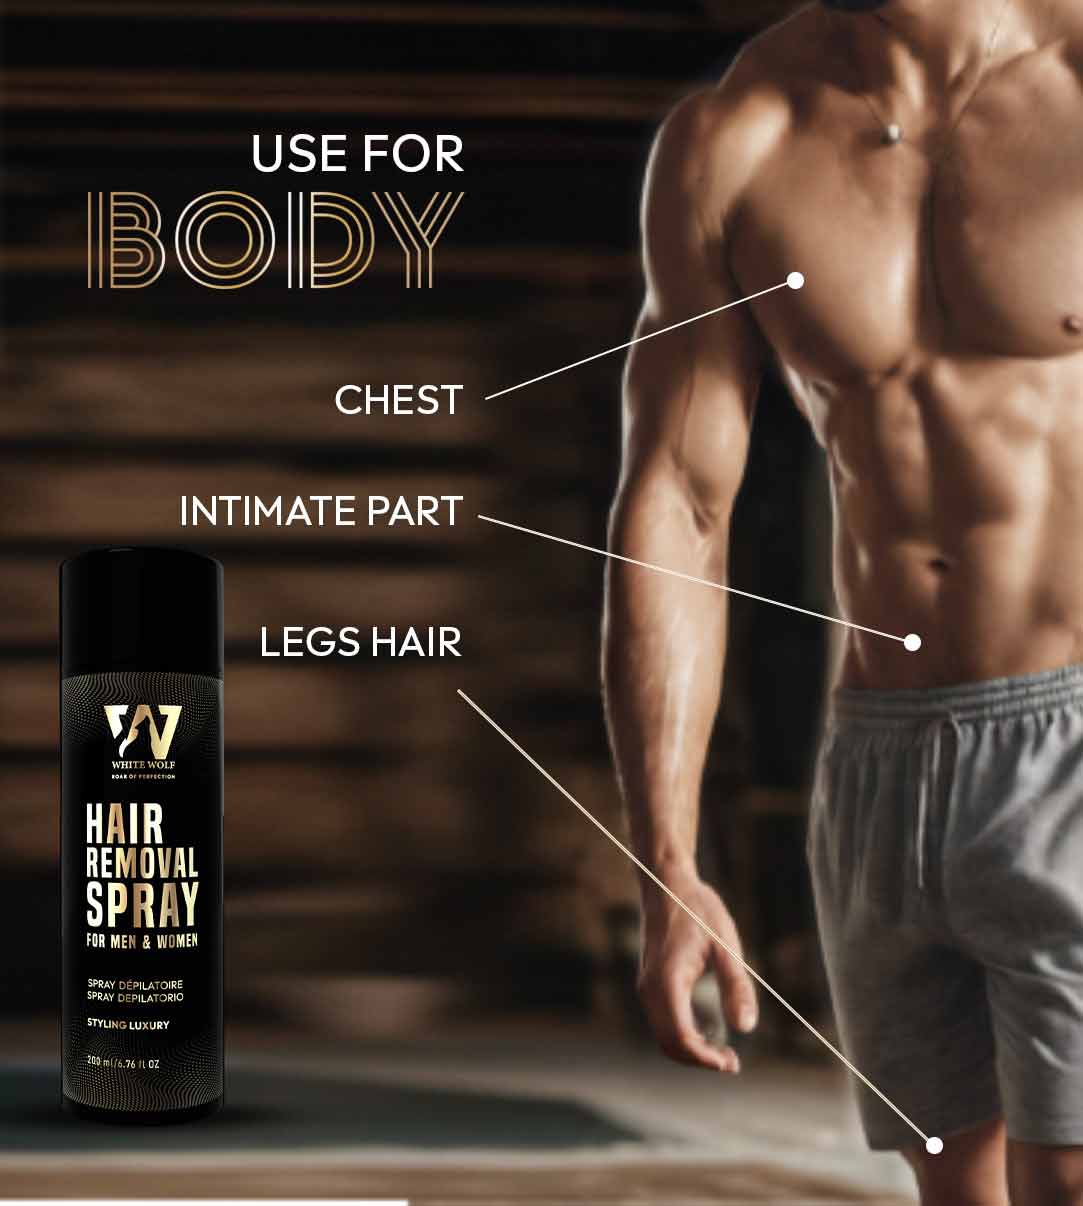 USE FOR
BODY
CHEST
INTIMATE PART
LEGS HAIR
W
WHITE WOLF
ROAR OF PERFECTION
HAIR
REMOVAL
SPRAY
FOR MEN & WOMEN
SPRAY DÉPILATOIRE
SPRAY DEPILATORIO
STYLING LUXURY
200 ml/6.76 fl OZ